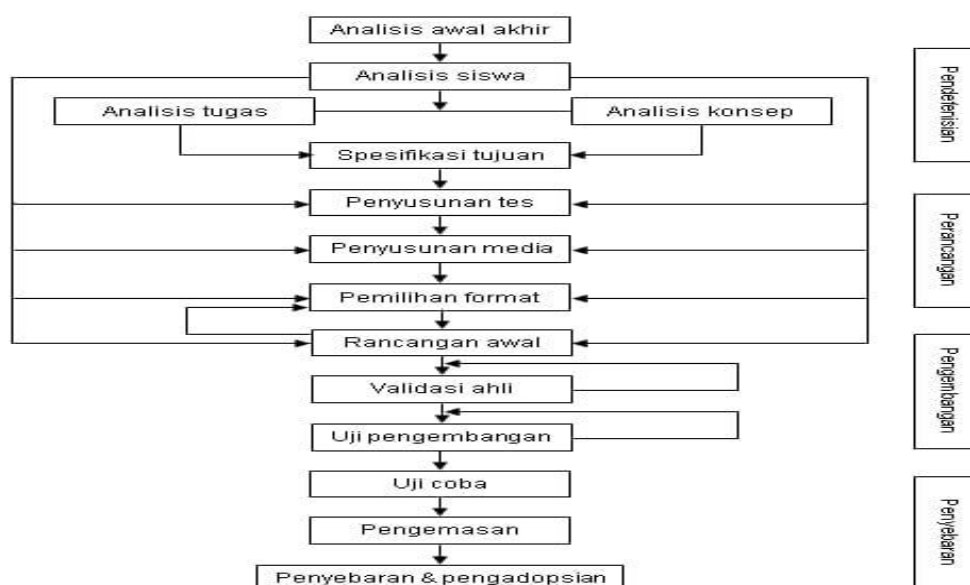 Analisis awal akhir
Analisis siswa
Analisis tugas
Analisis konsep
Spesifikasi tujuan
Penyusunan tes
Penyusunan media
Pemilihan format
Rancangan awal
Validasi ahli
Uji pengembangan
Uji coba
Pengemasan
Penyebaran & pengadopsian
Pendefenisian
Perancangan
Pengembangan
Penyebaran